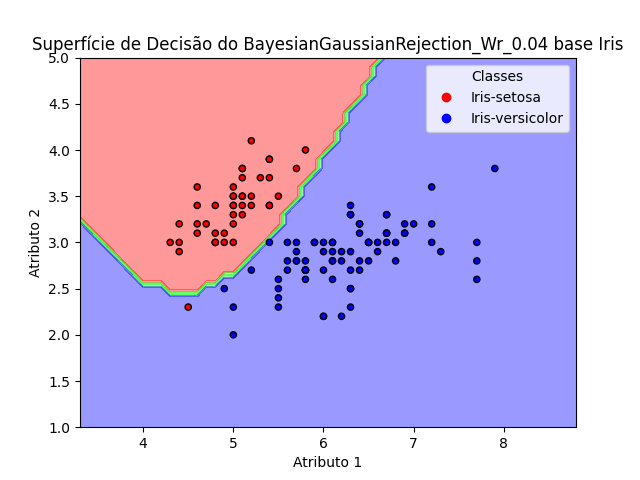 Superfície de Decisão do BayesianGaussianRejection_Wr_0.04 base Iris
Classes
Iris-setosa
Iris-versicolor
5.0
4.5
4.0
3.5
3.0
2.5
2.0
1.5
1.0
Atributo 2
4 5 6 7 8
Atributo 1